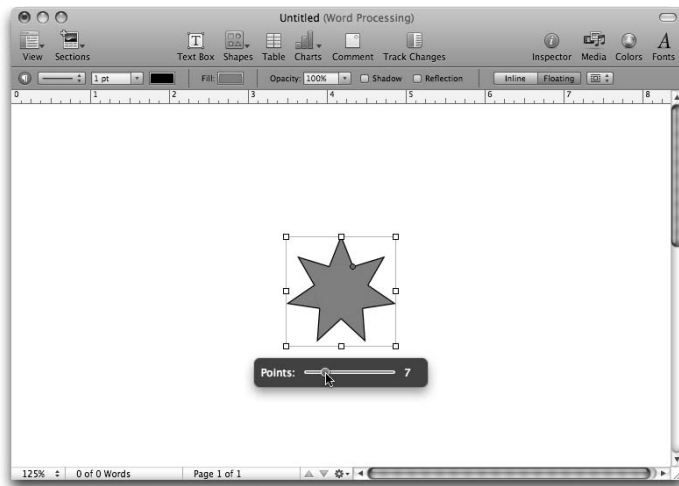 Untitled (Word Processing)
View Sections Text Box Shapes Table Charts Comment Track Changes Inspector Media Colors Fonts
1 pt Fill: Opacity: 100% Shadow Reflection Inline Floating
0 1 2 3 4 5 6 7 8
Points: 7
125% 0 of 0 Words Page 1 of 1